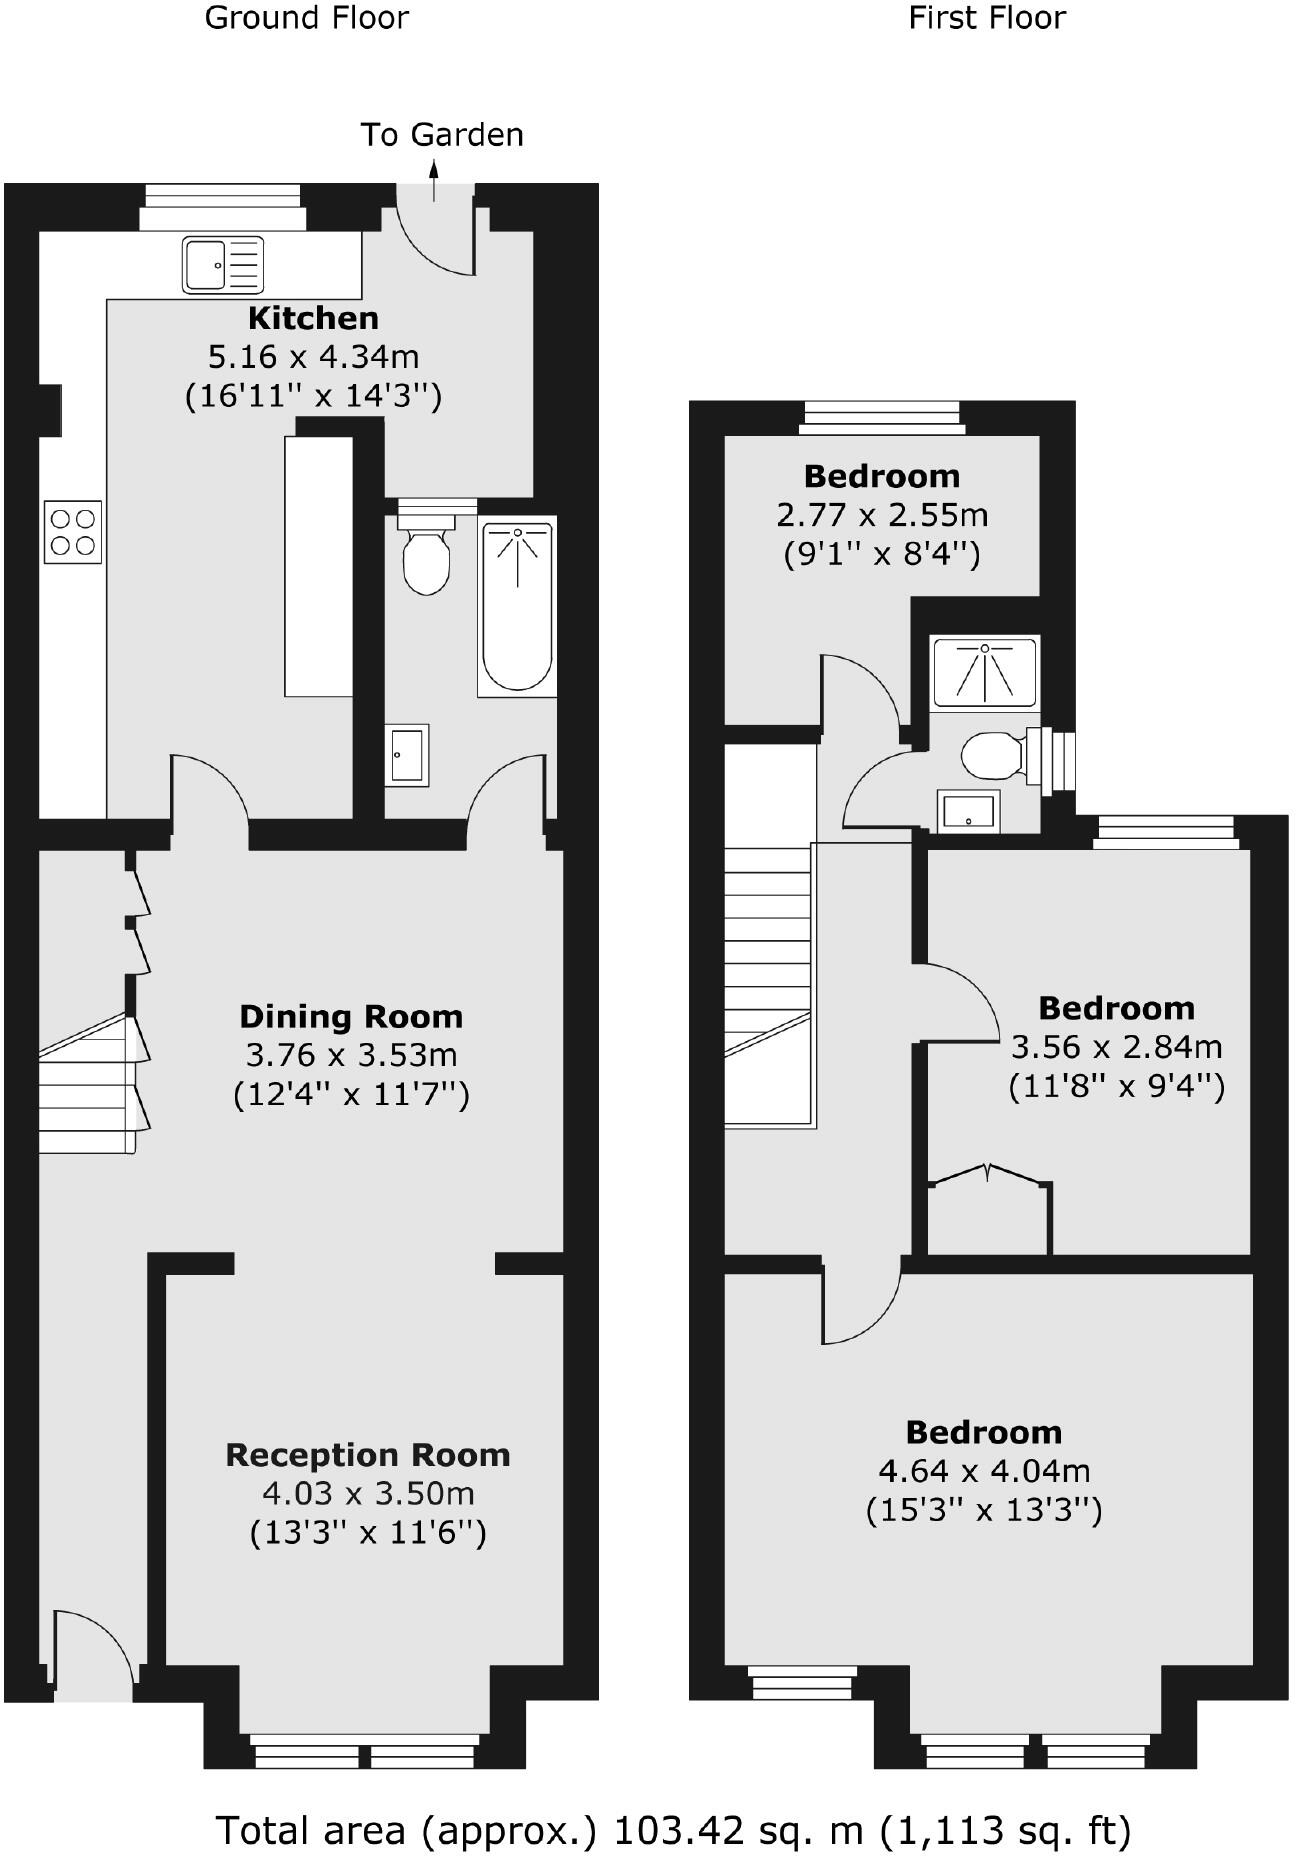 Ground Floor
First Floor
To Garden
Kitchen
5.16 x 4.34m
(16'11'' x 14'3'')
Bedroom
2.77 x 2.55m
(9'1'' x 8'4'')
Dining Room
3.76 x 3.53m
(12'4'' x 11'7'')
Bedroom
3.56 x 2.84m
(11'8'' x 9'4'')
Reception Room
4.03 x 3.50m
(13'3'' x 11'6'')
Bedroom
4.64 x 4.04m
(15'3'' x 13'3'')
Total area (approx.) 103.42 sq. m (1,113 sq. ft)